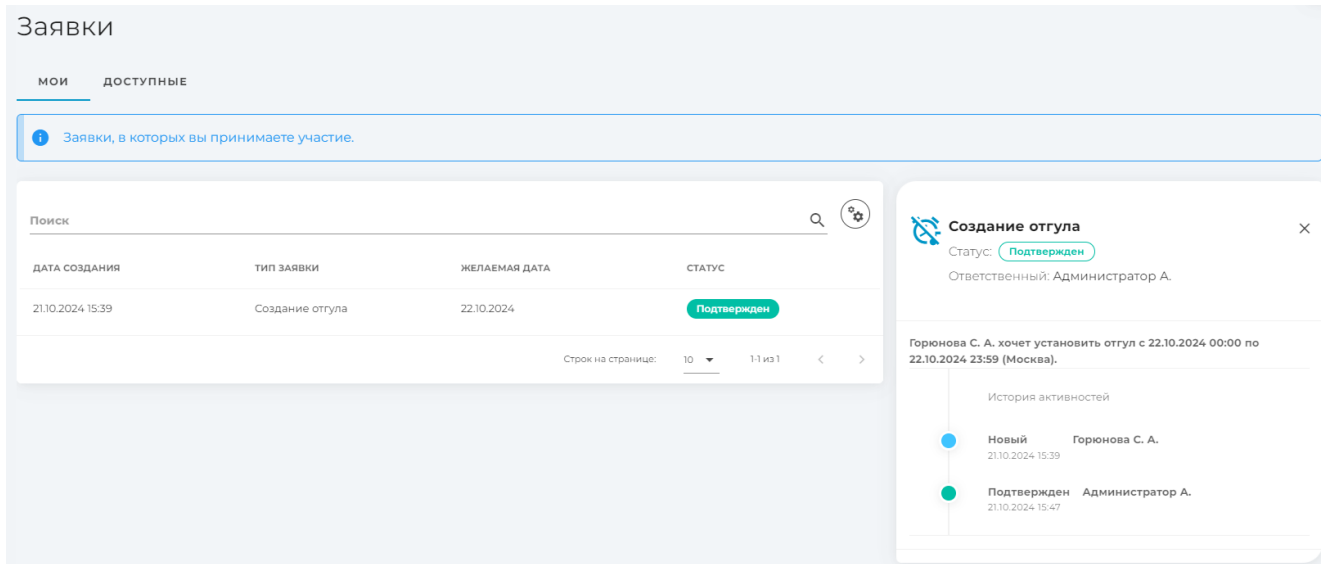 Заявки
МОИ ДОСТУПНЫЕ
Заявки, в которых вы принимаете участие.
Поиск
ДАТА СОЗДАНИЯ ТИП ЗАЯВКИ ЖЕЛАЕМАЯ ДАТА СТАТУС
21.10.2024 15:39 Создание отгула 22.10.2024 Подтвержден
Строк на странице: 10 1-1 из 1
Создание отгула
Статус: Подтвержден
Ответственный: Администратор А.
Горюнова С. А. хочет установить отгул с 22.10.2024 00:00 по
22.10.2024 23:59 (Москва).
История активностей
Новый Горюнова С. А.
21.10.2024 15:39
Подтвержден Администратор А.
21.10.2024 15:47